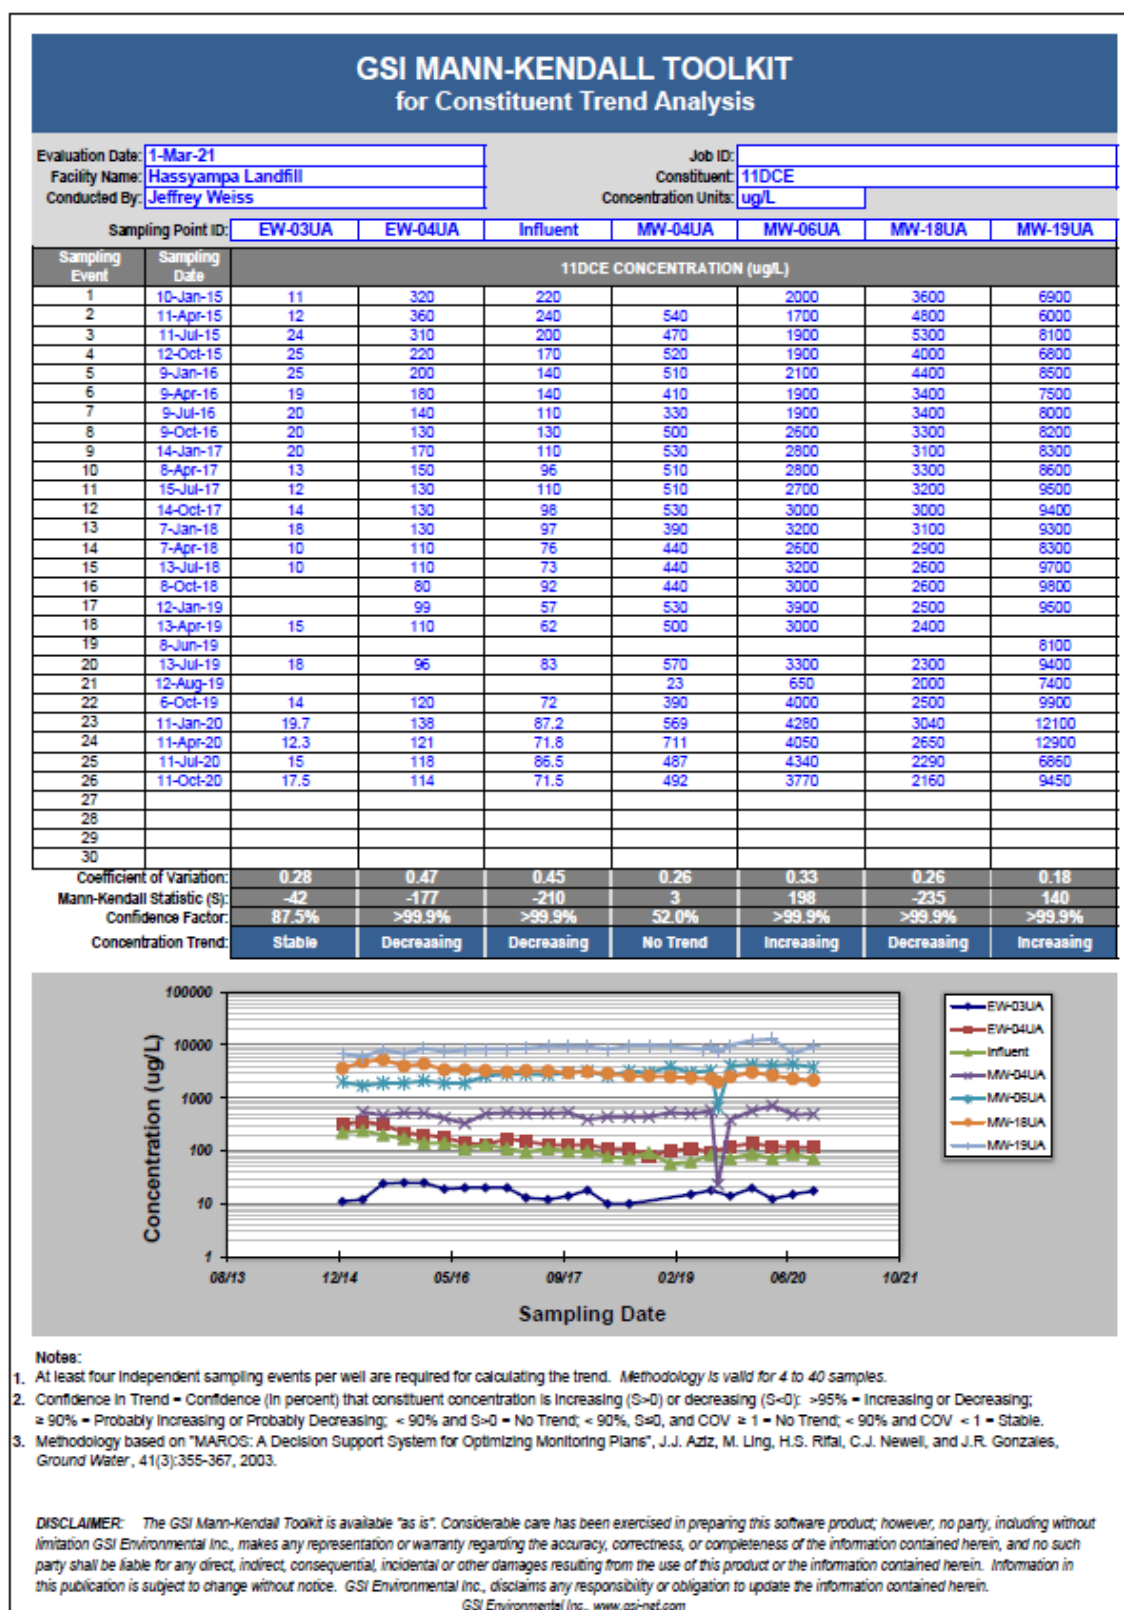 GSI MANN-KENDALL TOOLKIT
for Constituent Trend Analysis
Evaluation Date: 1-Mar-21 Job ID:
Facility Name: Hassyampa Landfill Constituent: 11DCE
Conducted By: Jeffrey Weiss Concentration Units: ug/L
Sampling Point ID: EW-03UA EW-04UA Influent MW-04UA MW-06UA MW-18UA MW-19UA
Sampling Event Sampling Date 11DCE CONCENTRATION (ug/L)
1 10-Jan-15 11 320 220 2000 3600 6900
2 11-Apr-15 12 360 240 540 1700 4800 6000
3 11-Jul-15 24 310 200 470 1900 5300 8100
4 12-Oct-15 25 220 170 520 1900 4000 6800
5 9-Jan-16 25 200 140 510 2100 4400 8500
6 9-Apr-16 19 180 140 410 1900 3400 7500
7 9-Jul-16 20 140 110 330 1900 3400 8000
8 9-Oct-16 20 130 130 500 2600 3300 8200
9 14-Jan-17 20 170 110 530 2800 3100 8300
10 8-Apr-17 13 150 96 510 2800 3300 8600
11 15-Jul-17 12 130 110 510 2700 3200 9500
12 14-Oct-17 14 130 98 530 3000 3000 9400
13 7-Jan-18 18 130 97 390 3200 3100 9300
14 7-Apr-18 10 110 76 440 2600 2900 8300
15 13-Jul-18 10 110 73 440 3200 2600 9700
16 8-Oct-18 80 92 440 3000 2600 9800
17 12-Jan-19 99 57 530 3900 2500 9500
18 13-Apr-19 15 110 62 500 3000 2400
19 8-Jun-19 8100
20 13-Jul-19 18 96 83 570 3300 2300 9400
21 12-Aug-19 23 650 2000 7400
22 6-Oct-19 14 120 72 390 4000 2500 9900
23 11-Jan-20 19.7 138 87.2 569 4280 3040 12100
24 11-Apr-20 12.3 121 71.8 711 4050 2650 12900
25 11-Jul-20 15 118 86.5 487 4340 2290 6860
26 11-Oct-20 17.5 114 71.5 492 3770 2160 9450
27
28
29
30
Coefficient of Variation: 0.28 0.47 0.45 0.26 0.33 0.26 0.18
Mann-Kendall Statistic (S): -42 -177 -210 3 198 -235 140
Confidence Factor: 87.5% >99.9% >99.9% 52.0% >99.9% >99.9% >99.9%
Concentration Trend: Stable Decreasing Decreasing No Trend Increasing Decreasing Increasing
Concentration (ug/L)
100000
10000
1000
100
10
1
08/13 12/14 05/16 09/17 02/19 06/20 10/21
Sampling Date
EW-03UA
EW-04UA
Influent
MW-04UA
MW-06UA
MW-18UA
MW-19UA
Notes:
1. At least four independent sampling events per well are required for calculating the trend. Methodology is valid for 4 to 40 samples.
2. Confidence in Trend = Confidence (in percent) that constituent concentration is increasing (S>0) or decreasing (S<0): >95% = Increasing or Decreasing;
≥ 90% = Probably Increasing or Probably Decreasing; < 90% and S>0 = No Trend; < 90%, S≤0, and COV ≥ 1 = No Trend; < 90% and COV < 1 = Stable.
3. Methodology based on "MAROS: A Decision Support System for Optimizing Monitoring Plans", J.J. Aziz, M. Ling, H.S. Rifai, C.J. Newell, and J.R. Gonzales,
Ground Water, 41(3):355-367, 2003.
DISCLAIMER: The GSI Mann-Kendall Toolkit is available "as is". Considerable care has been exercised in preparing this software product; however, no party, including without
limitation GSI Environmental Inc., makes any representation or warranty regarding the accuracy, correctness, or completeness of the information contained herein, and no such
party shall be liable for any direct, indirect, consequential, incidental or other damages resulting from the use of this product or the information contained herein. Information in
this publication is subject to change without notice. GSI Environmental Inc., disclaims any responsibility or obligation to update the information contained herein.
GSI Environmental Inc., www.gsi-net.com